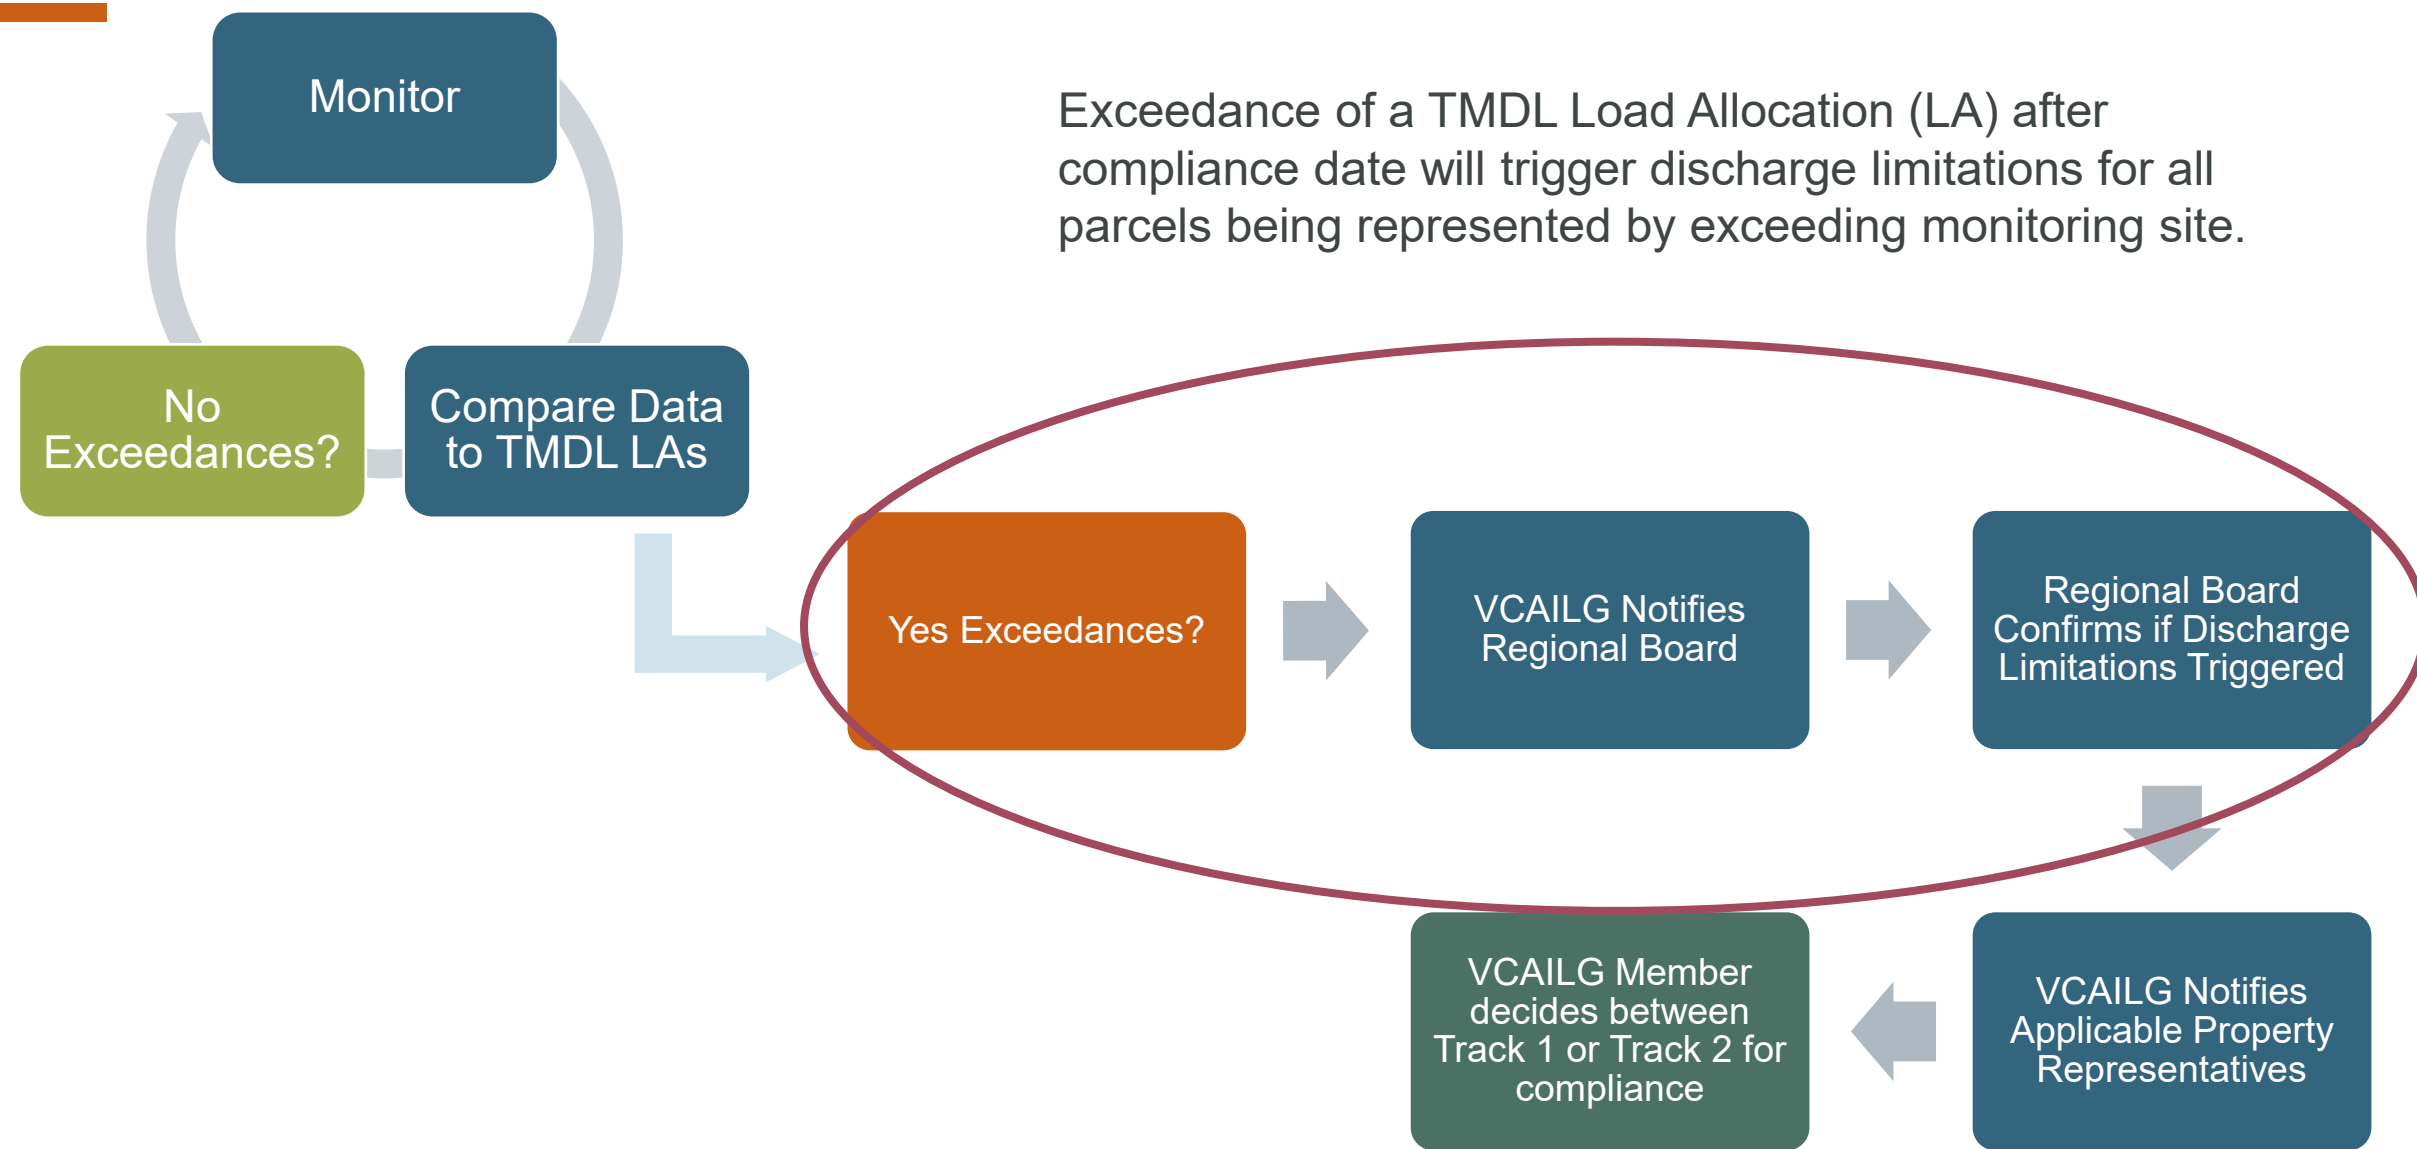 Monitor
Exceedance of a TMDL Load Allocation (LA) after
compliance date will trigger discharge limitations for all
parcels being represented by exceeding monitoring site.
No
Exceedances?
Compare Data
to TMDL LAs
Yes Exceedances?
VCAILG Notifies
Regional Board
Regional Board
Confirms if Discharge
Limitations Triggered
VCAILG Notifies
Applicable Property
Representatives
VCAILG Member
decides between
Track 1 or Track 2 for
compliance